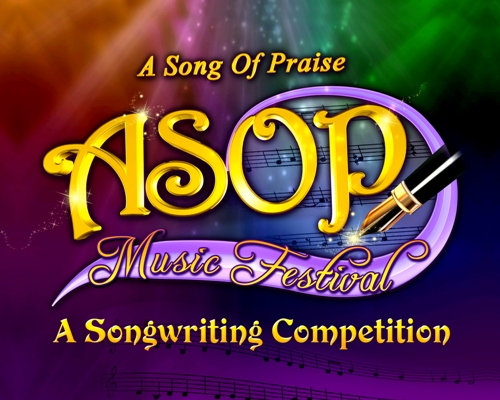 A Song Of Praise
ASOP
Music Festival
A Songwriting Competition